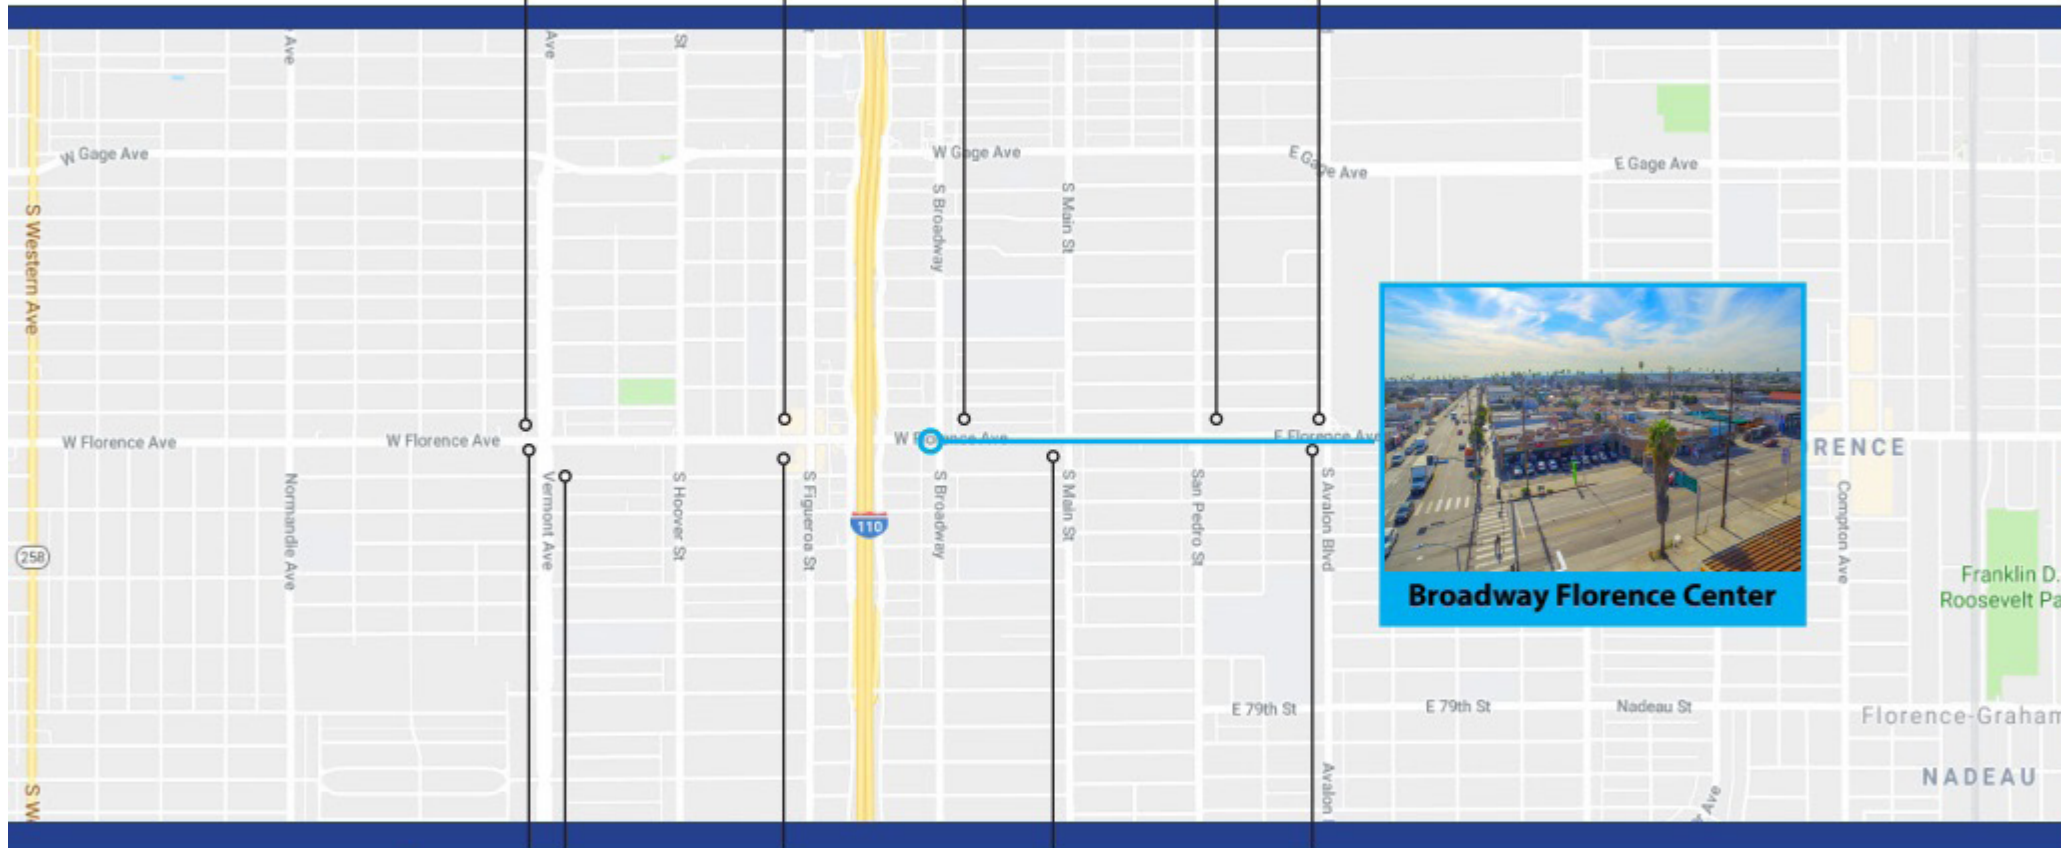 Ave
Ave
St
W Gage Ave
W Gage Ave
E Gage Ave
E Gage Ave
S Western Ave
S Broadway
S Main St
W Florence Ave
W Florence Ave
W Florence Ave
E Florence Ave
RENCE
Normandie Ave
Vermont Ave
S Hoover St
S Figueroa St
S Broadway
S Main St
San Pedro St
S Avalon Blvd
Compton Ave
110
258
Broadway Florence Center
Franklin D.
Roosevelt Pa
E 79th St
E 79th St
Nadeau St
Florence-Graham
NADEAU
S We
Avalon
Ave